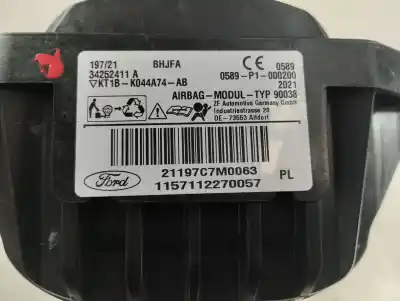 197/21 BHJFA
34252411 A
▽KT1B-K044A74-AB
CE 0589
0589-P1-000200
2021
AIRBAG-MODUL-TYP 90038
ZF Automotive Germany GmbH
Industriestrasse 20
DE-73553 Alfdorf
Ford
21197C7M0063 PL
1157112270057